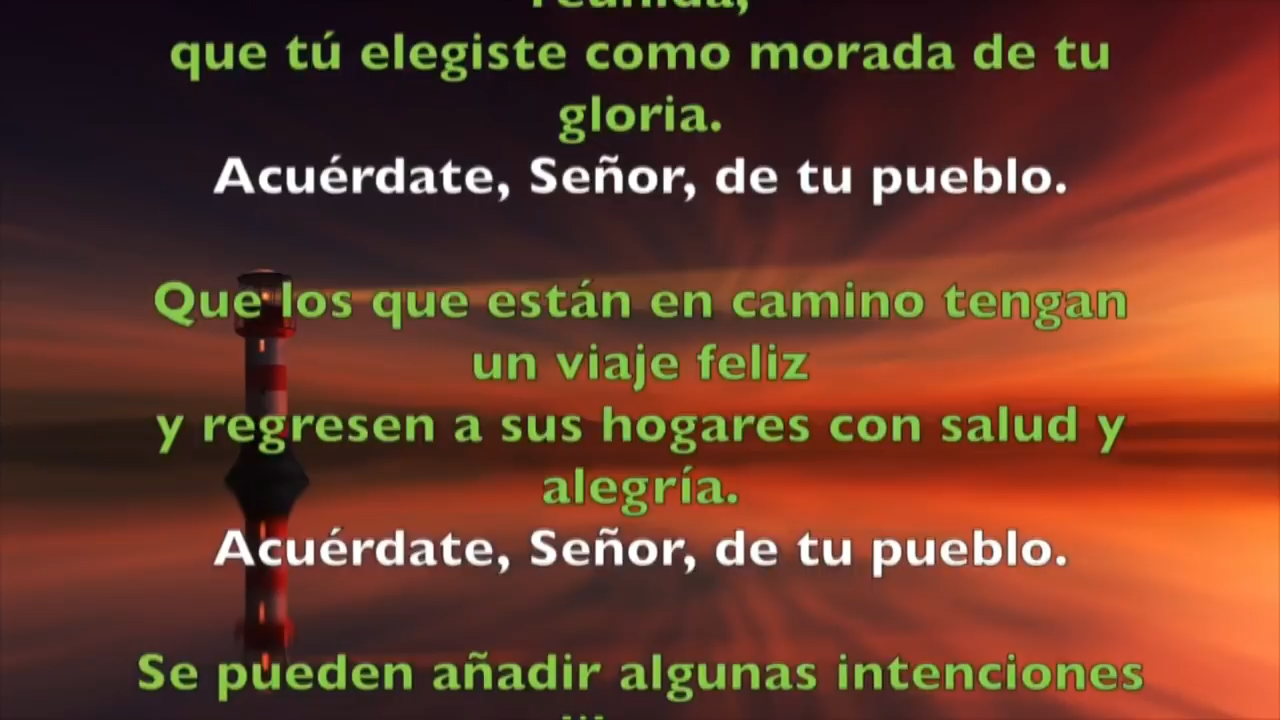 reunida,
que tú elegiste como morada de tu
gloria.
Acuérdate, Señor, de tu pueblo.
Que los que están en camino tengan
un viaje feliz
y regresen a sus hogares con salud y
alegría.
Acuérdate, Señor, de tu pueblo.
Se pueden añadir algunas intenciones